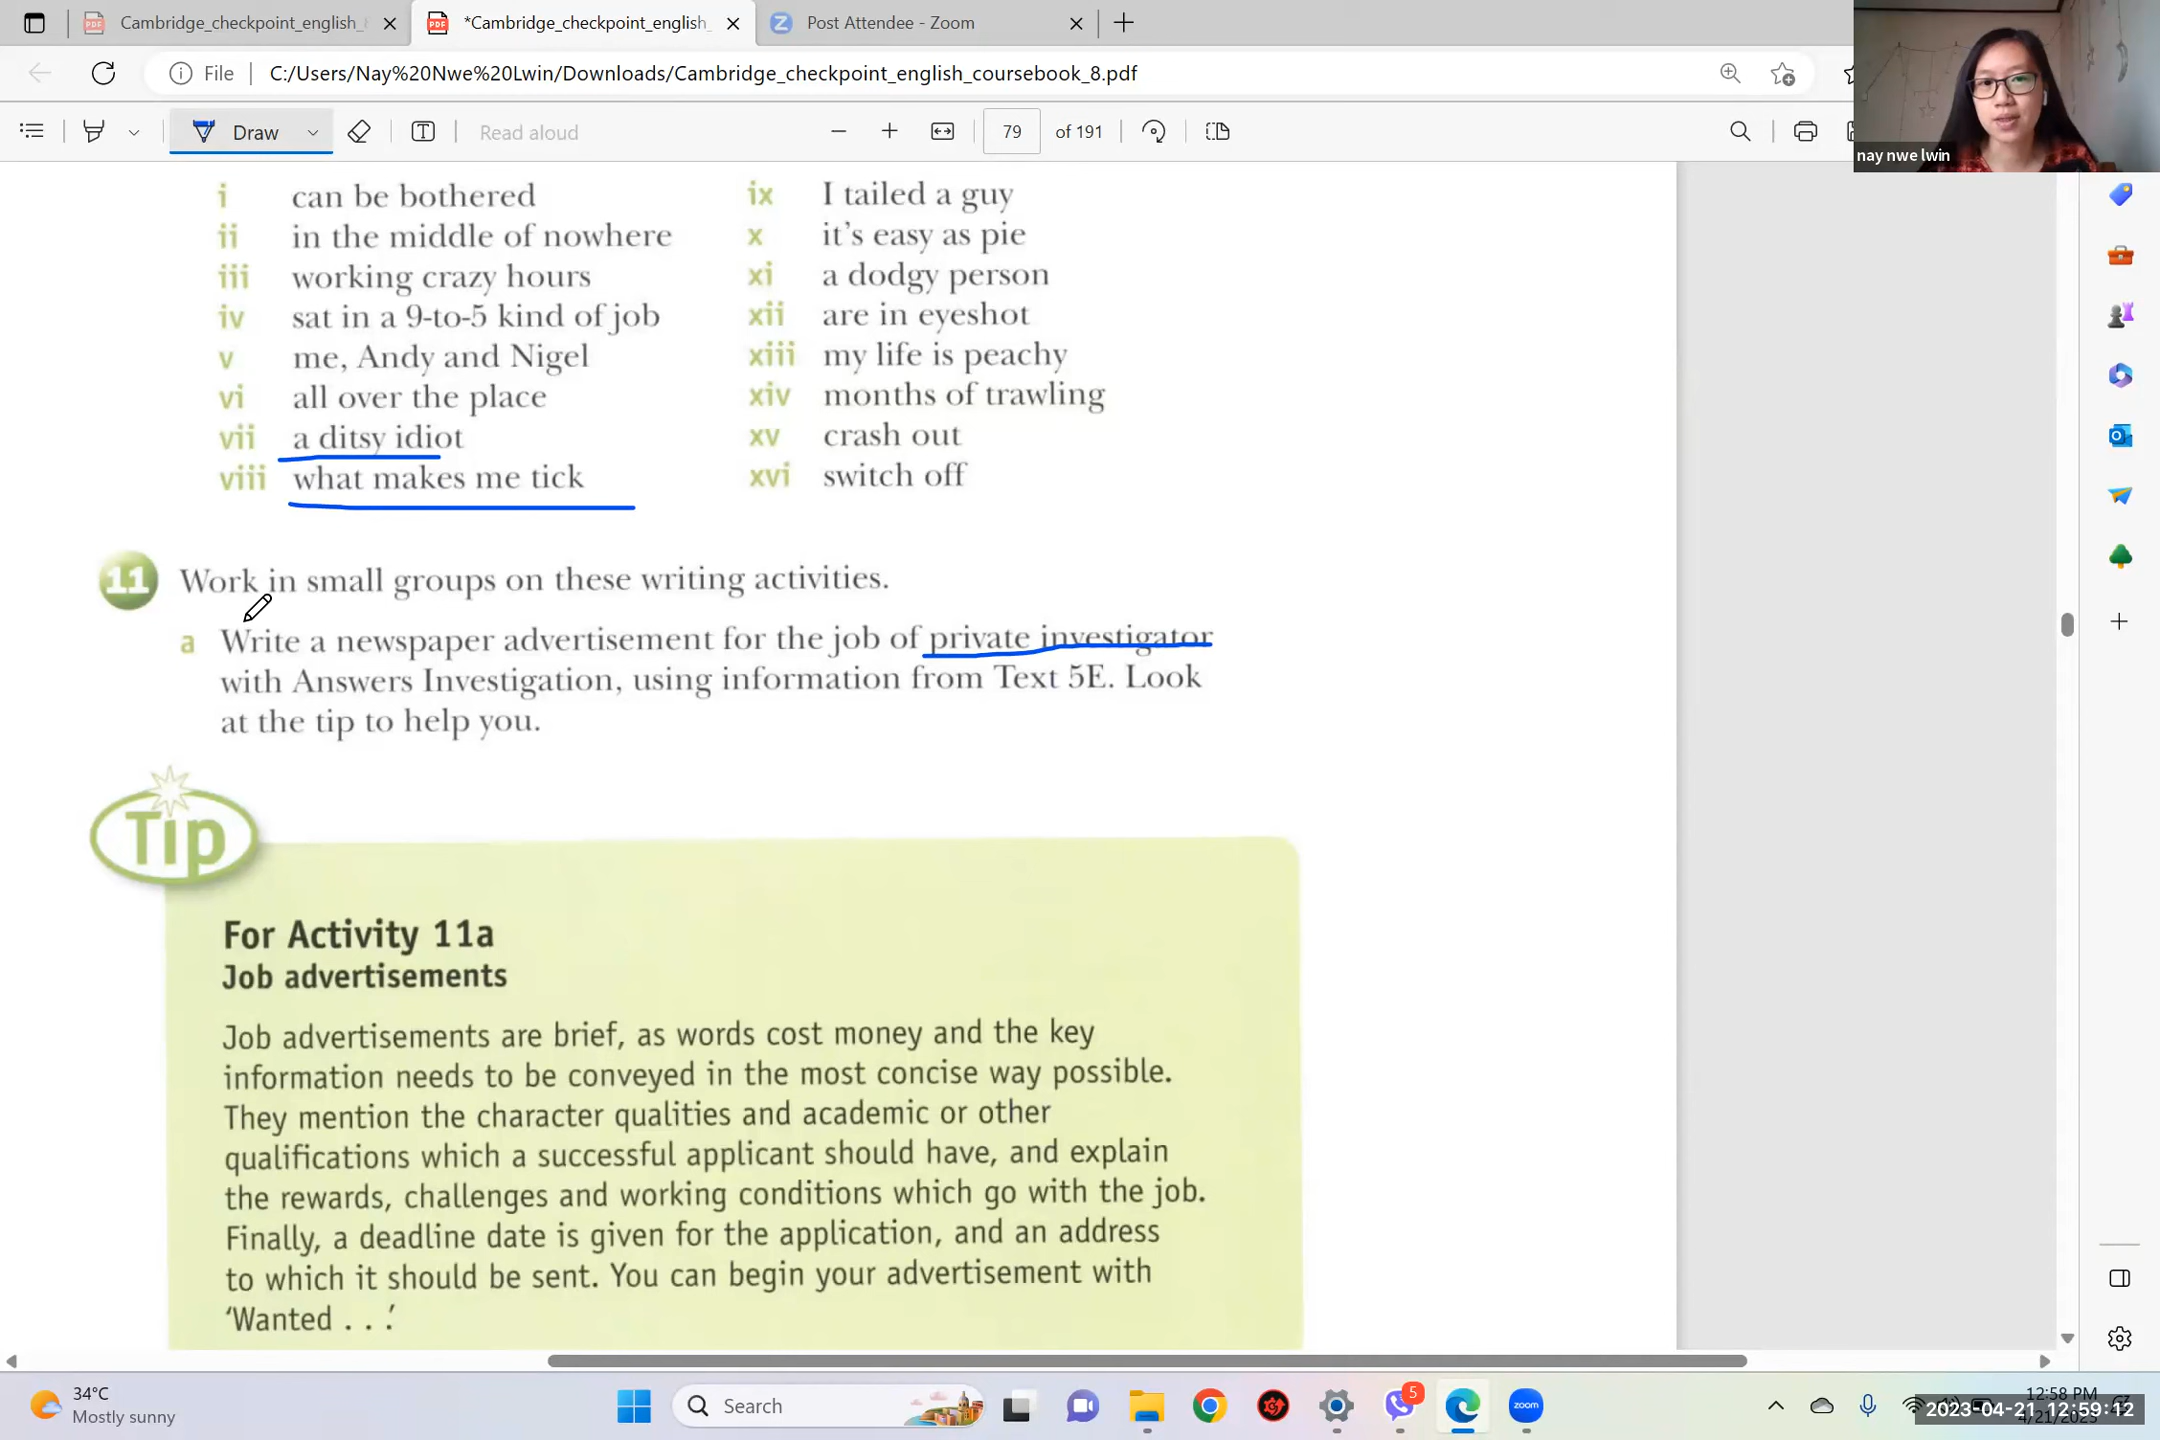 Cambridge_checkpoint_english_
*Cambridge_checkpoint_english_
Post Attendee - Zoom
File
C:/Users/Nay%20Nwe%20Lwin/Downloads/Cambridge_checkpoint_english_coursebook_8.pdf
nay nwe lwin
Draw
Read aloud
79
of 191
i can be bothered
ii in the middle of nowhere
iii working crazy hours
iv sat in a 9-to-5 kind of job
v me, Andy and Nigel
vi all over the place
vii a ditsy idiot
viii what makes me tick
ix I tailed a guy
x it's easy as pie
xi a dodgy person
xii are in eyeshot
xiii my life is peachy
xiv months of trawling
xv crash out
xvi switch off
11 Work in small groups on these writing activities.
a Write a newspaper advertisement for the job of private investigator
with Answers Investigation, using information from Text 5E. Look
at the tip to help you.
Tip
For Activity 11a
Job advertisements
Job advertisements are brief, as words cost money and the key
information needs to be conveyed in the most concise way possible.
They mention the character qualities and academic or other
qualifications which a successful applicant should have, and explain
the rewards, challenges and working conditions which go with the job.
Finally, a deadline date is given for the application, and an address
to which it should be sent. You can begin your advertisement with
'Wanted . . .'
34°C
Mostly sunny
Search
5
zoom
12:58 PM
2023-04-21 12:59:12